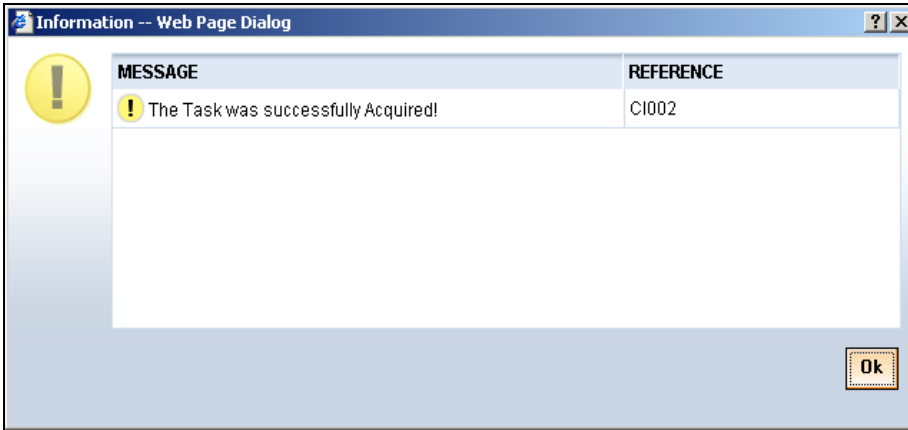 Information -- Web Page Dialog
MESSAGE REFERENCE
The Task was successfully Acquired! CI002
Ok